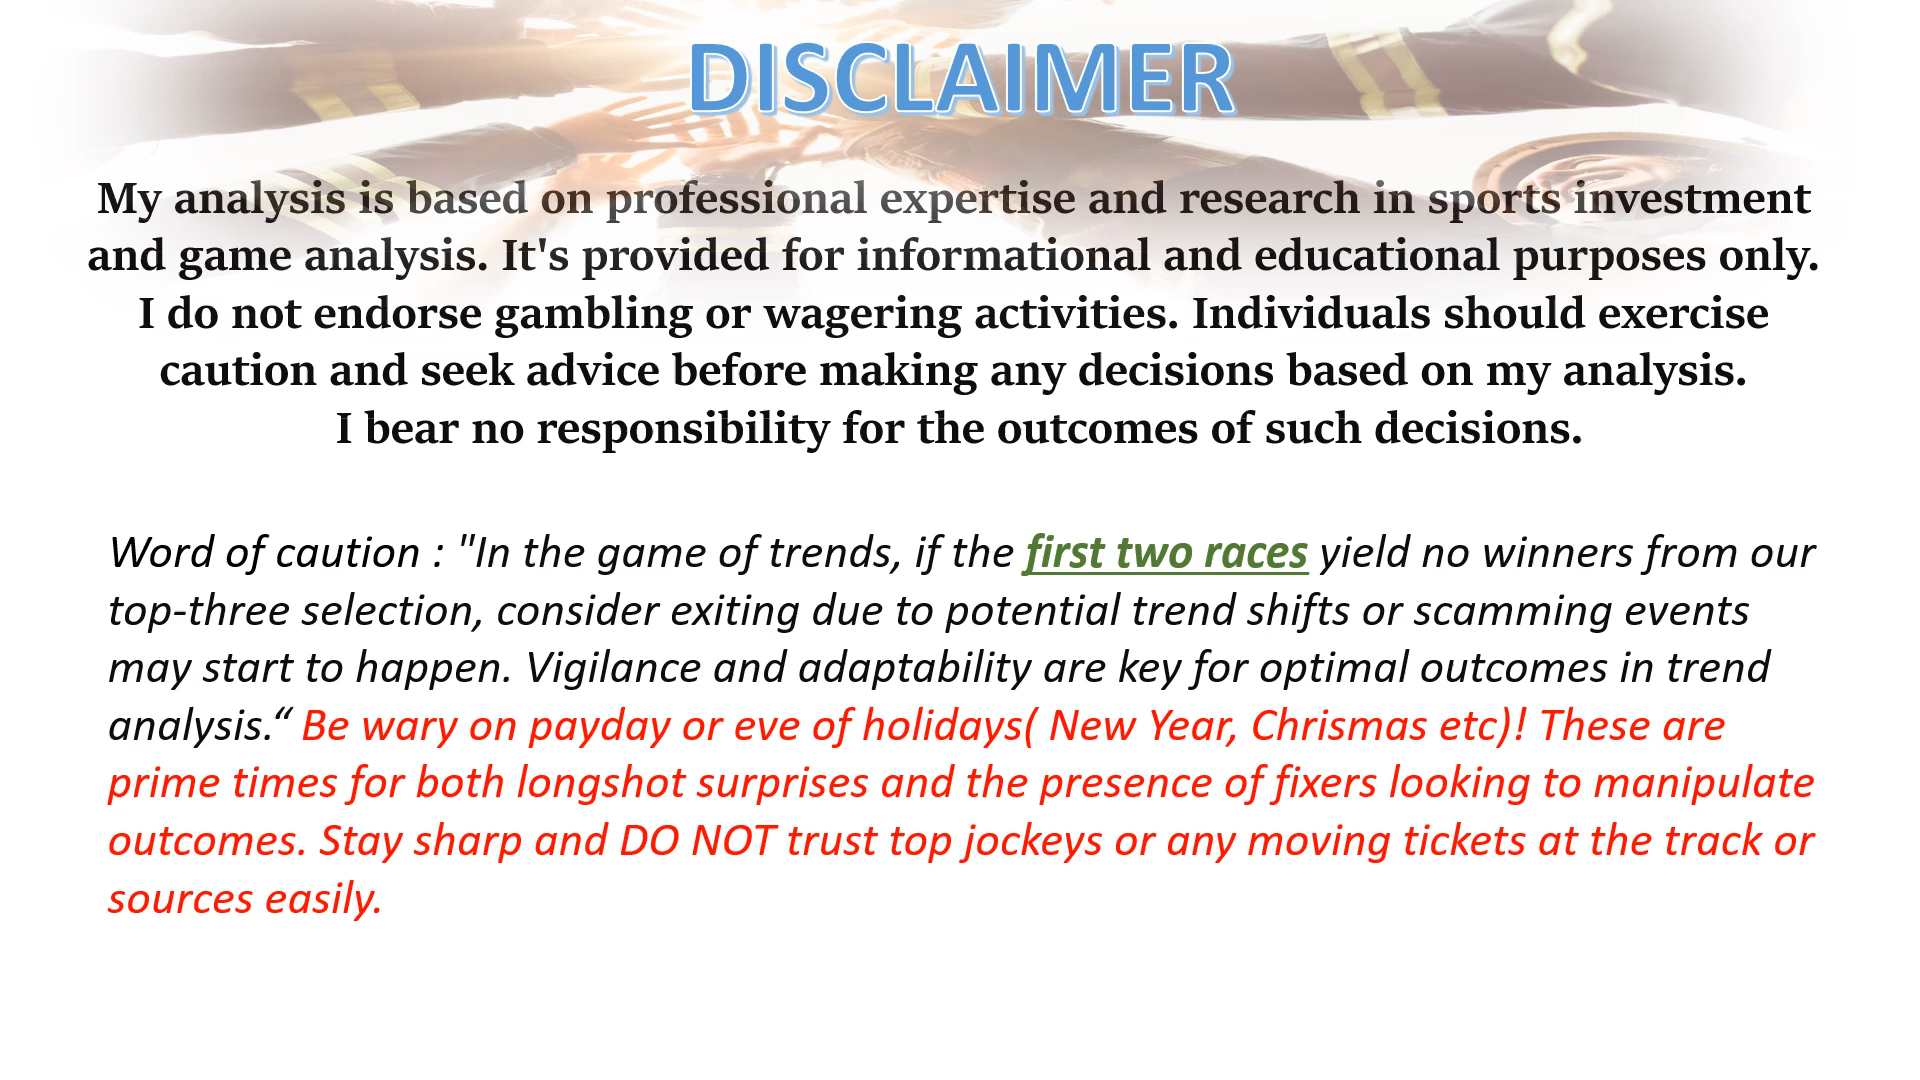 DISCLAIMER
My analysis is based on professional expertise and research in sports investment
and game analysis. It's provided for informational and educational purposes only.
I do not endorse gambling or wagering activities. Individuals should exercise
caution and seek advice before making any decisions based on my analysis.
I bear no responsibility for the outcomes of such decisions.
Word of caution : "In the game of trends, if the first two races yield no winners from our
top-three selection, consider exiting due to potential trend shifts or scamming events
may start to happen. Vigilance and adaptability are key for optimal outcomes in trend
analysis.“ Be wary on payday or eve of holidays( New Year, Chrismas etc)! These are
prime times for both longshot surprises and the presence of fixers looking to manipulate
outcomes. Stay sharp and DO NOT trust top jockeys or any moving tickets at the track or
sources easily.